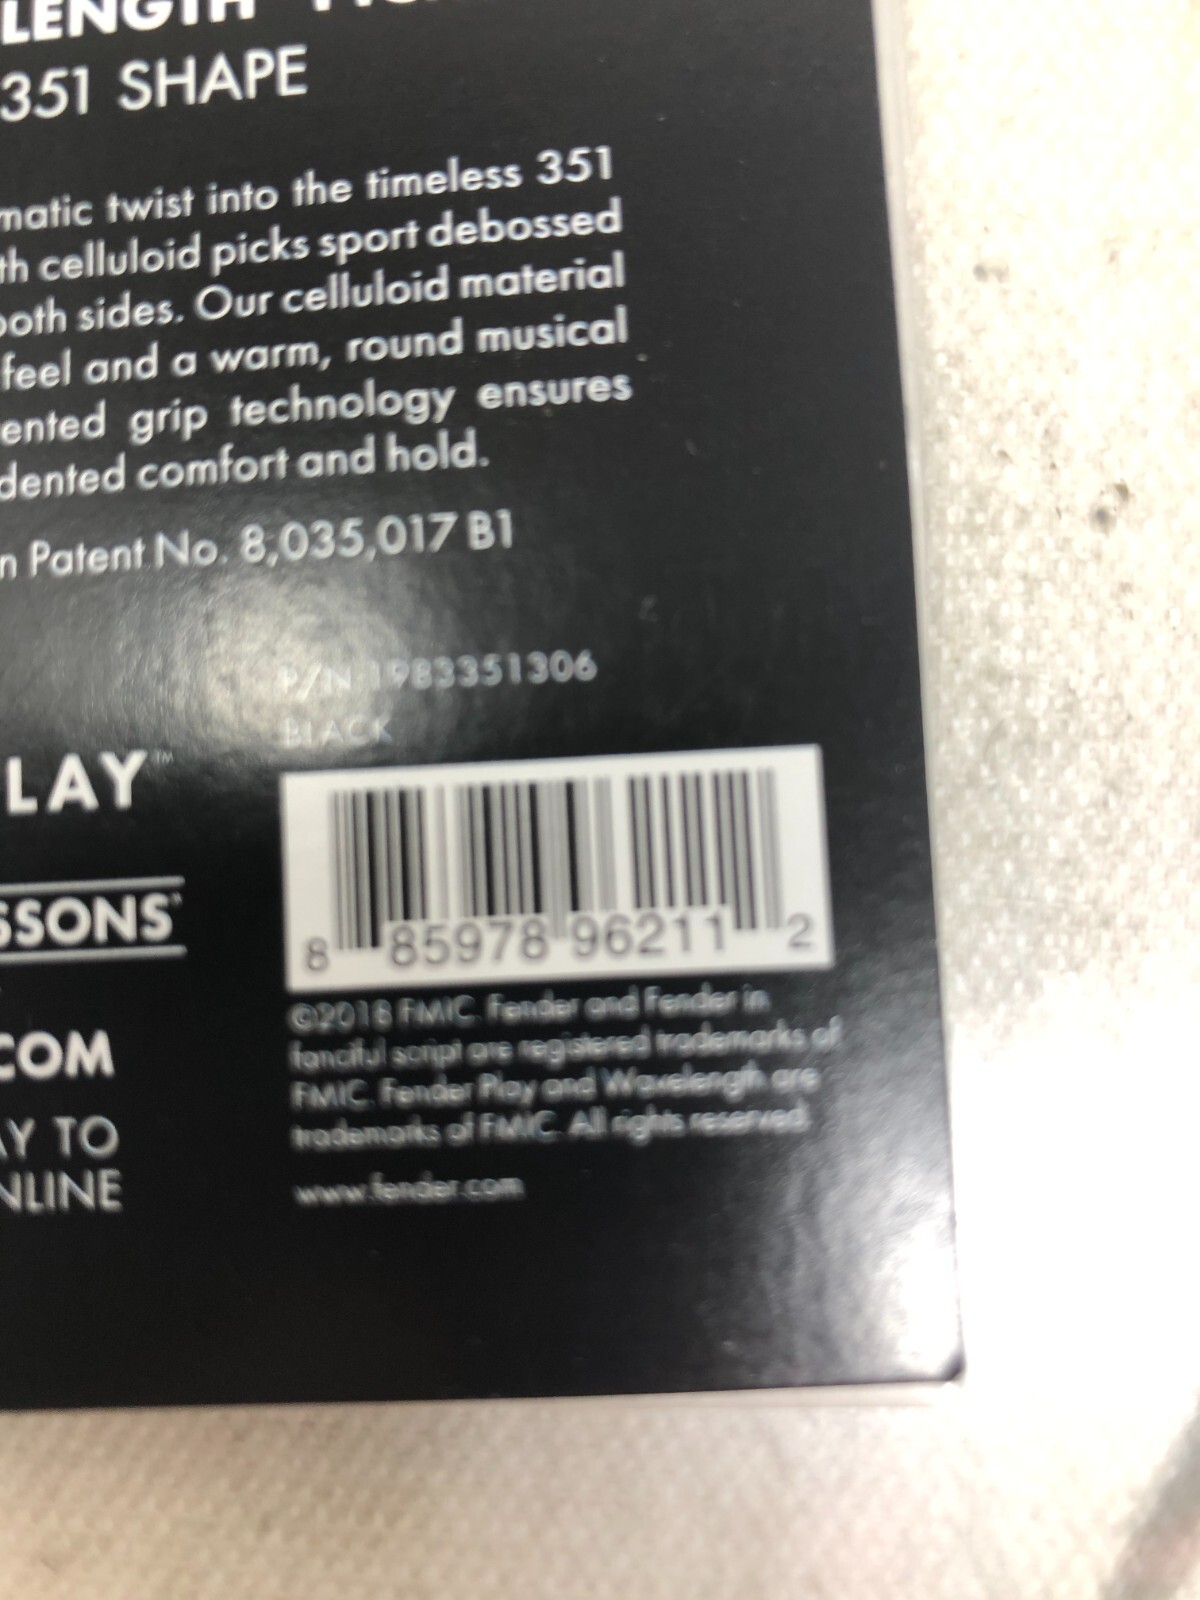 LENGTH
351 SHAPE
matic twist into the timeless 351
th celluloid picks sport debossed
both sides. Our celluloid material
feel and a warm, round musical
ented grip technology ensures
dented comfort and hold.
n Patent No. 8,035,017 B1
P/N 1983351306
BLACK
LAY™
SSONS
COM
AY TO
NLINE
8 85978 96211 2
©2018 FMIC. Fender and Fender in
fanciful script are registered trademarks of
FMIC. Fender Play and Wavelength are
trademarks of FMIC. All rights reserved.
www.fender.com